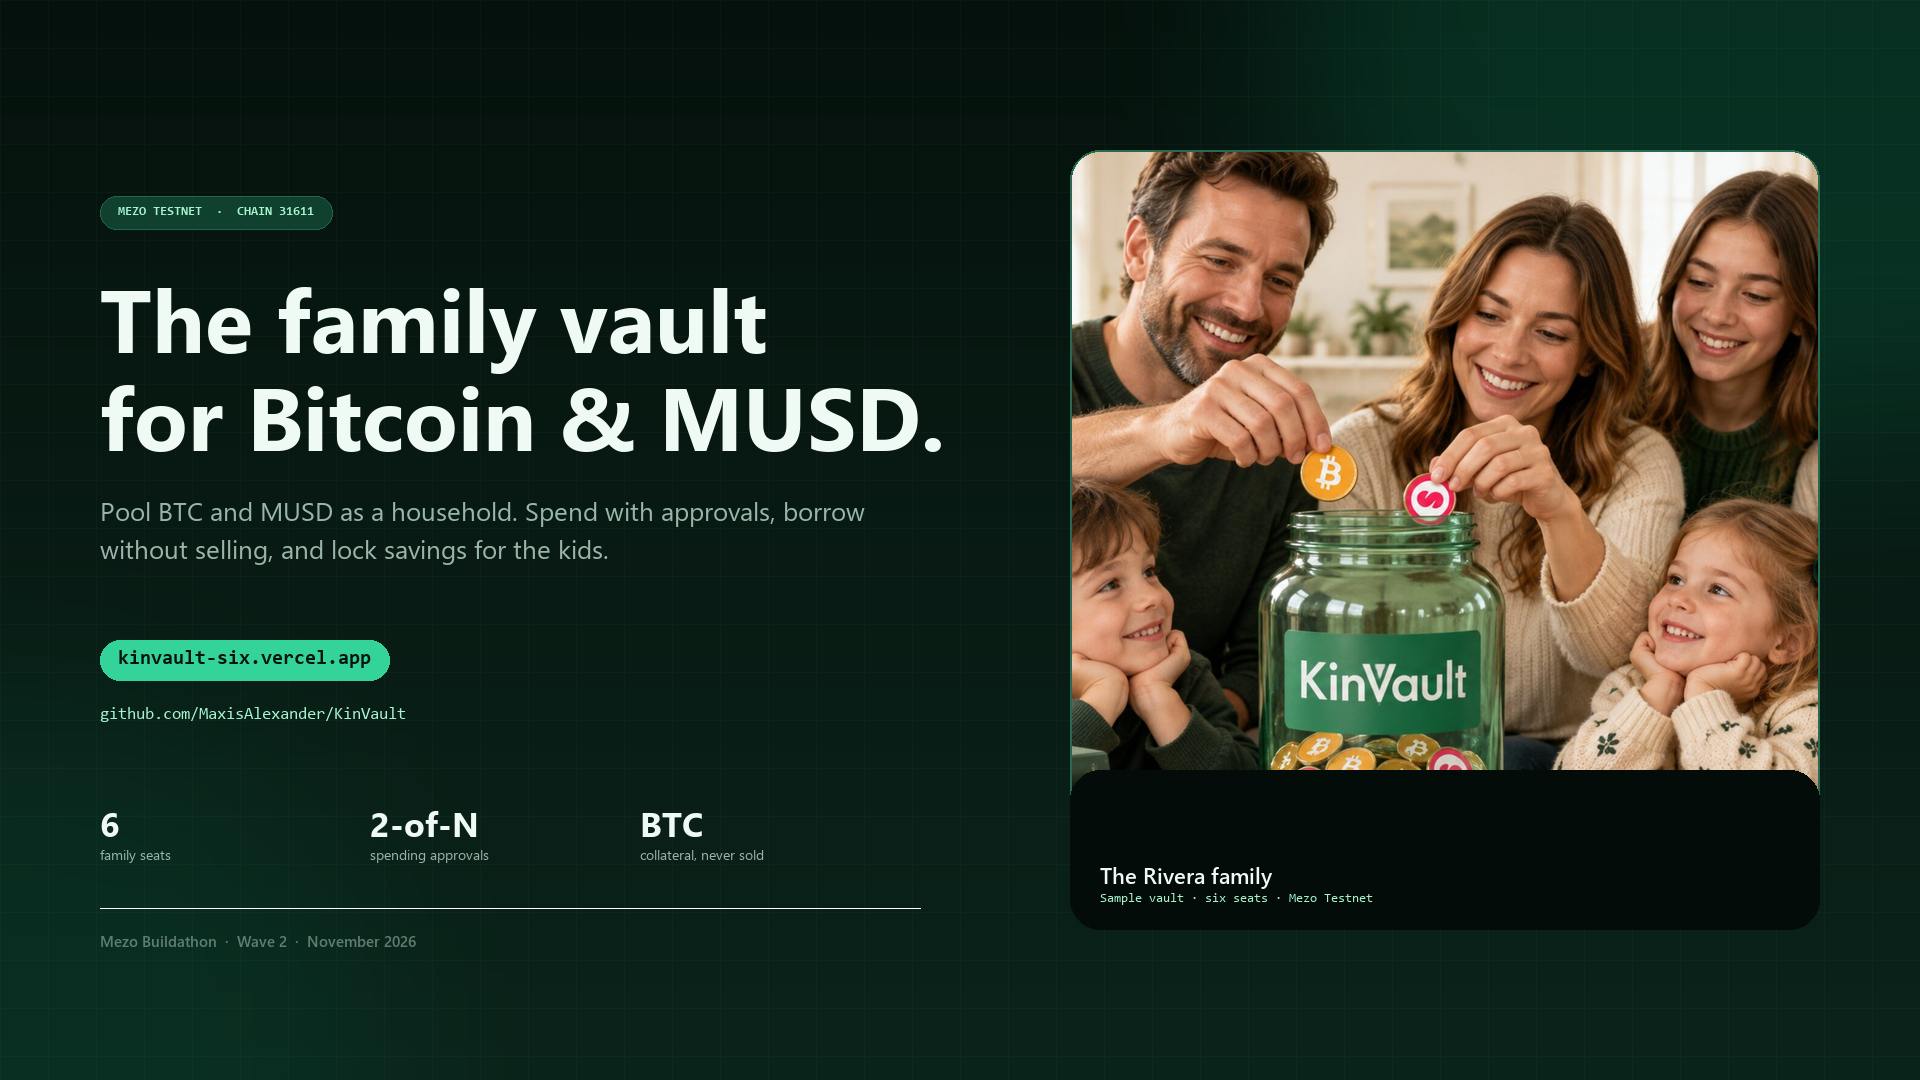 MEZO TESTNET · CHAIN 31611
The family vault
for Bitcoin & MUSD.
Pool BTC and MUSD as a household. Spend with approvals, borrow
without selling, and lock savings for the kids.
kinvault-six.vercel.app
github.com/MaxisAlexander/KinVault
6
family seats
2-of-N
spending approvals
BTC
collateral, never sold
Mezo Buildathon · Wave 2 · November 2026
KinVault
The Rivera family
Sample vault · six seats · Mezo Testnet